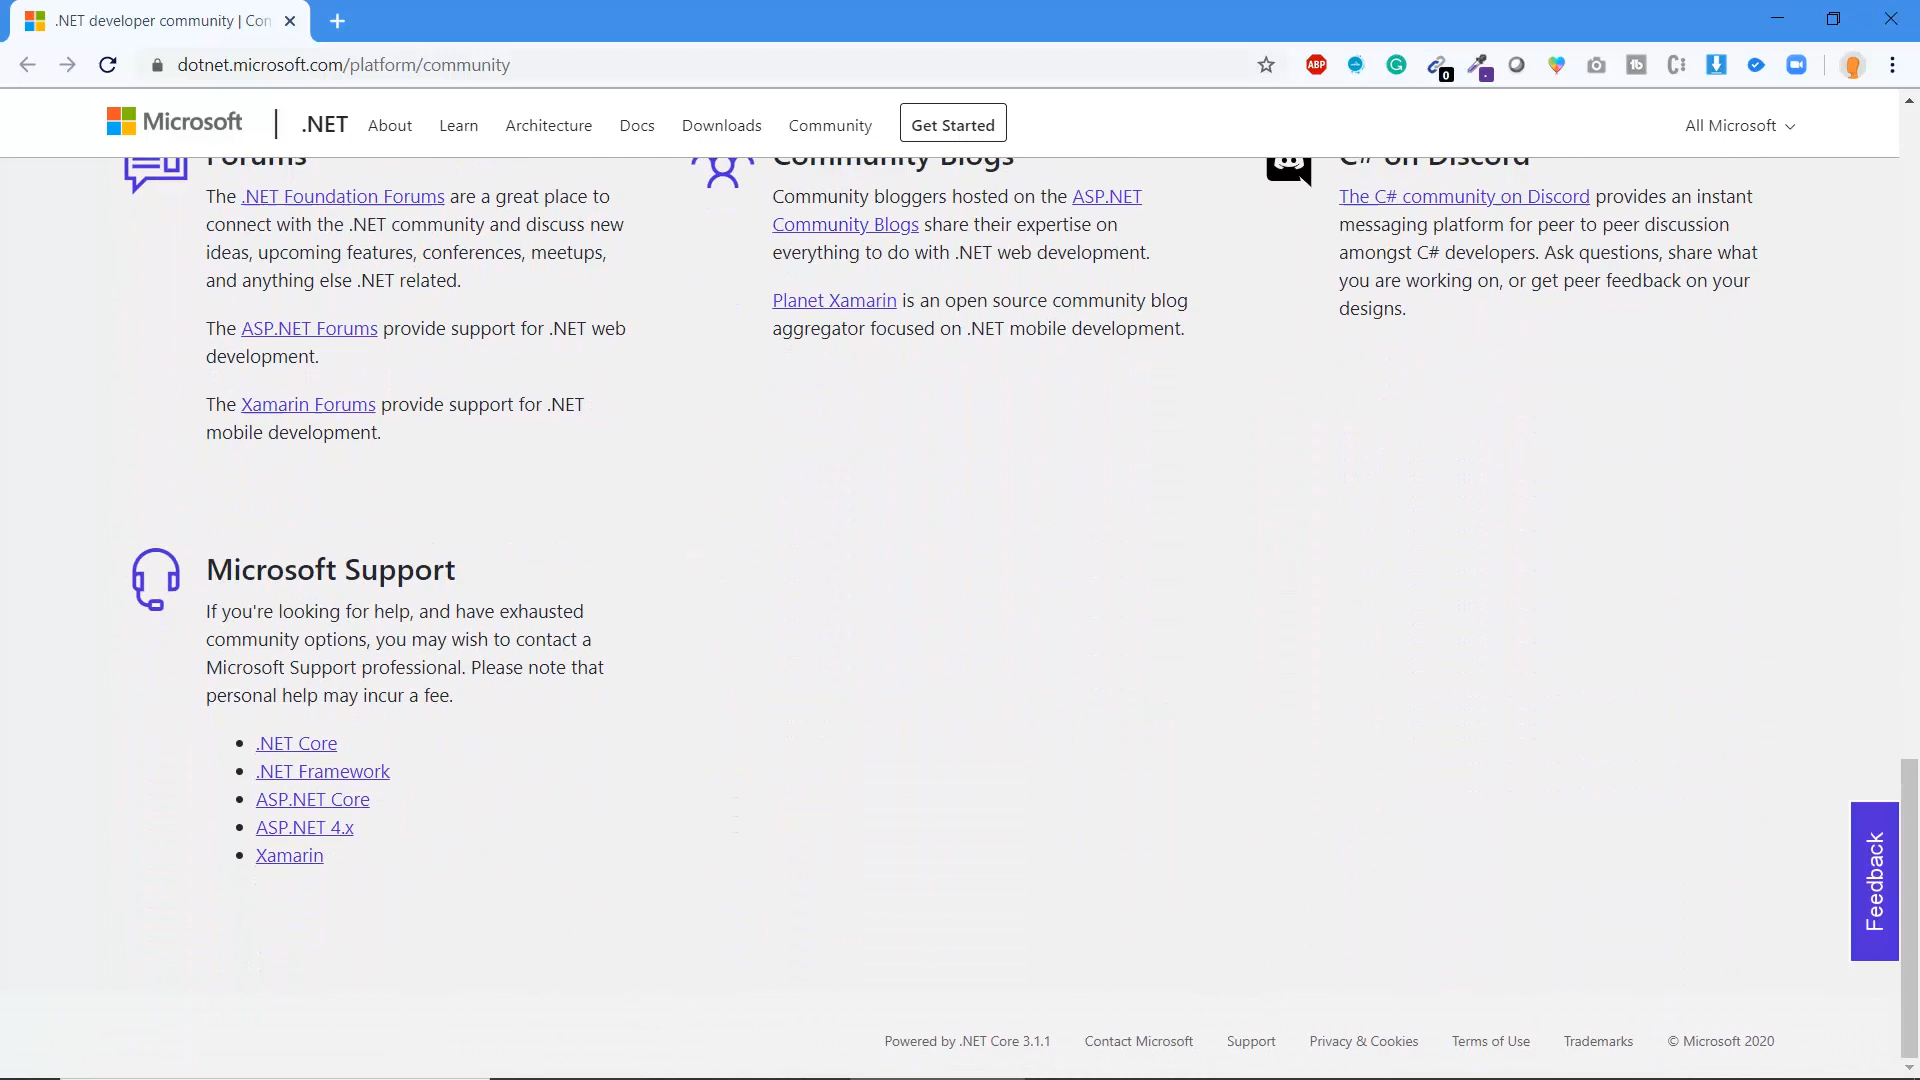 .NET developer community | Con
dotnet.microsoft.com/platform/community
ABP
0
Microsoft
.NET
About
Learn
Architecture
Docs
Downloads
Community
Get Started
All Microsoft
Forums
The .NET Foundation Forums are a great place to
connect with the .NET community and discuss new
ideas, upcoming features, conferences, meetups,
and anything else .NET related.
The ASP.NET Forums provide support for .NET web
development.
The Xamarin Forums provide support for .NET
mobile development.
Community Blogs
Community bloggers hosted on the ASP.NET
Community Blogs share their expertise on
everything to do with .NET web development.
Planet Xamarin is an open source community blog
aggregator focused on .NET mobile development.
C# on Discord
The C# community on Discord provides an instant
messaging platform for peer to peer discussion
amongst C# developers. Ask questions, share what
you are working on, or get peer feedback on your
designs.
Microsoft Support
If you're looking for help, and have exhausted
community options, you may wish to contact a
Microsoft Support professional. Please note that
personal help may incur a fee.
.NET Core
.NET Framework
ASP.NET Core
ASP.NET 4.x
Xamarin
Feedback
Powered by .NET Core 3.1.1
Contact Microsoft
Support
Privacy & Cookies
Terms of Use
Trademarks
© Microsoft 2020